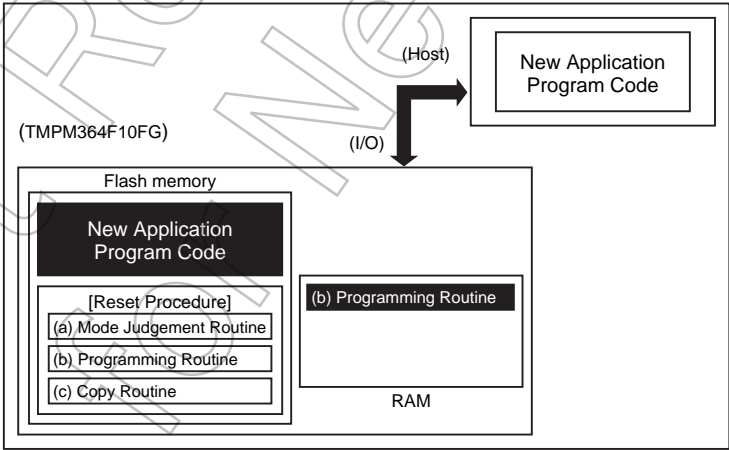 (Host)
New Application
Program Code
(TMPM364F10FG)
(I/O)
Flash memory
New Application
Program Code
[Reset Procedure]
(a) Mode Judgement Routine
(b) Programming Routine
(c) Copy Routine
(b) Programming Routine
RAM